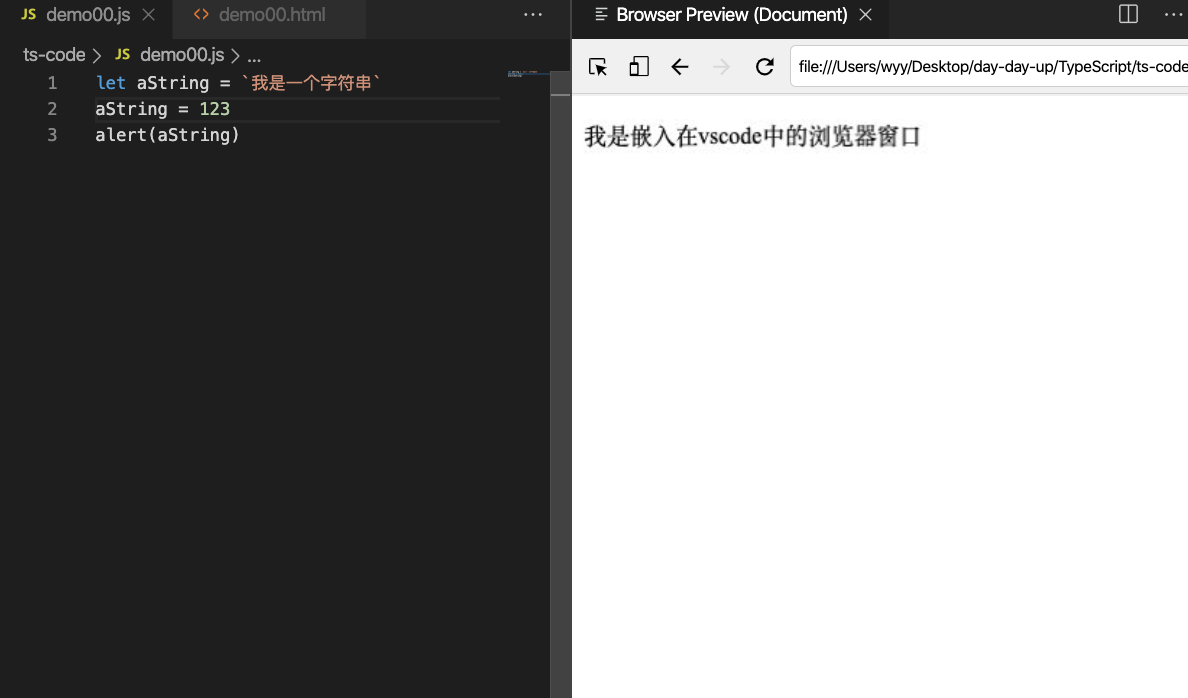 JS demo00.js
<> demo00.html
Browser Preview (Document)
ts-code > JS demo00.js > ...
file:///Users/wyy/Desktop/day-day-up/TypeScript/ts-code
1 let aString = `我是一个字符串`
2 aString = 123
3 alert(aString)
我是嵌入在vscode中的浏览器窗口